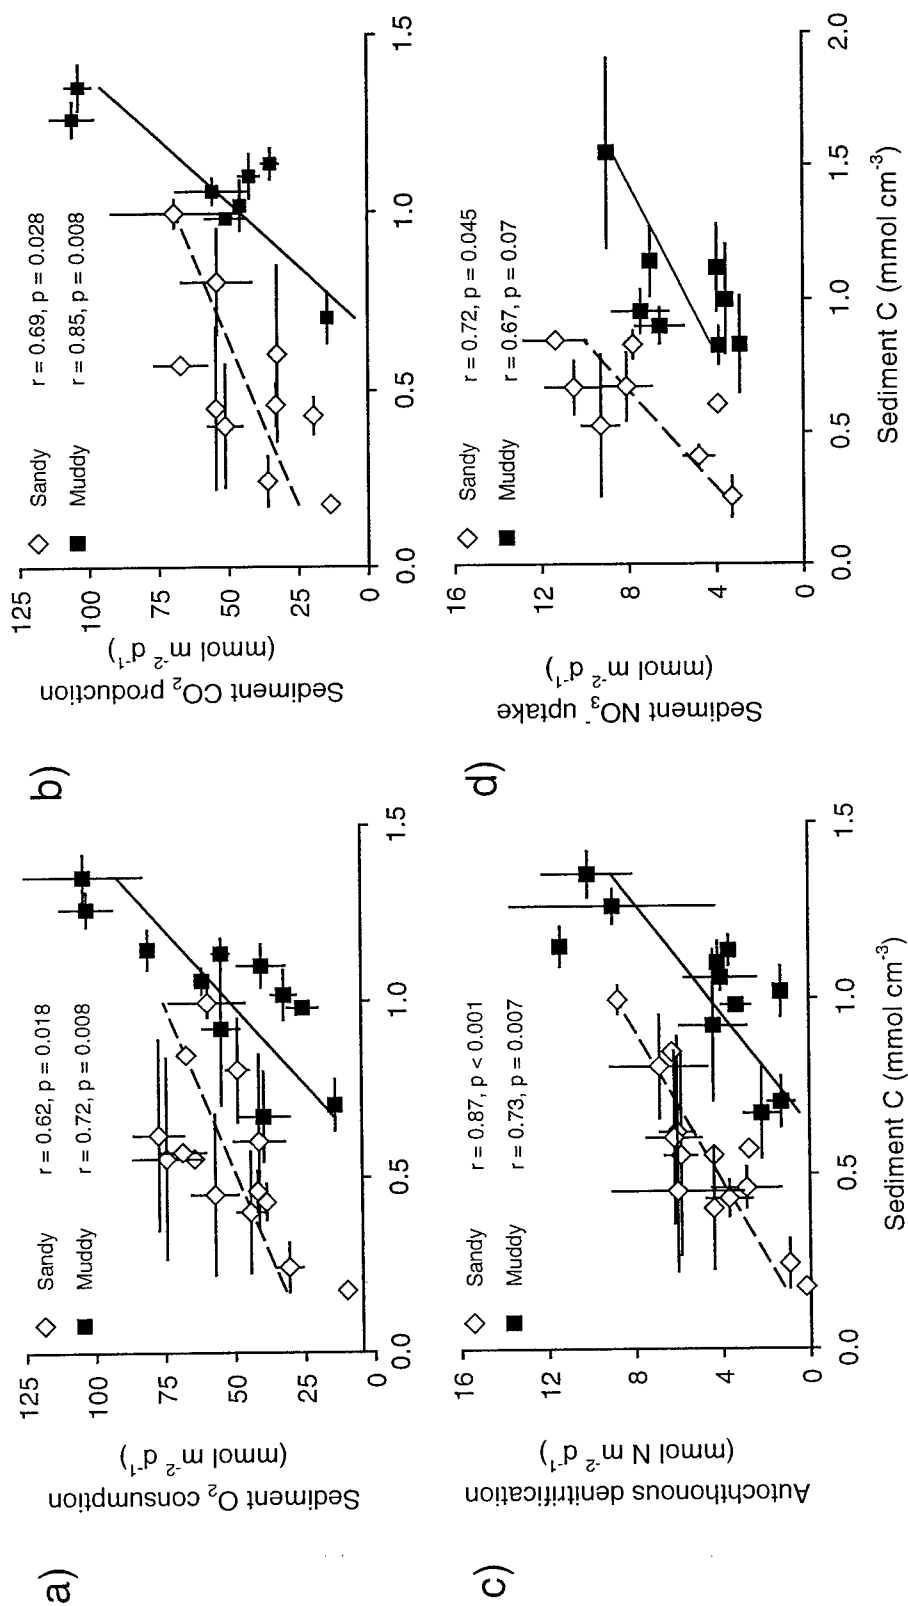 a)
Sediment O₂ consumption
(mmol m⁻² d⁻¹)
125
100
75
50
25
0
Sandy r = 0.62, p = 0.018
Muddy r = 0.72, p = 0.008
0.0 0.5 1.0 1.5
b)
Sediment CO₂ production
(mmol m⁻² d⁻¹)
125
100
75
50
25
0
Sandy r = 0.69, p = 0.028
Muddy r = 0.85, p = 0.008
0.0 0.5 1.0 1.5
c)
Autochthonous denitrification
(mmol N m⁻² d⁻¹)
16
12
8
4
0
Sandy r = 0.87, p < 0.001
Muddy r = 0.73, p = 0.007
0.0 0.5 1.0 1.5
Sediment C (mmol cm⁻³)
d)
Sediment NO₃⁻ uptake
(mmol m⁻² d⁻¹)
16
12
8
4
0
Sandy r = 0.72, p = 0.045
Muddy r = 0.67, p = 0.07
0.0 0.5 1.0 1.5 2.0
Sediment C (mmol cm⁻³)